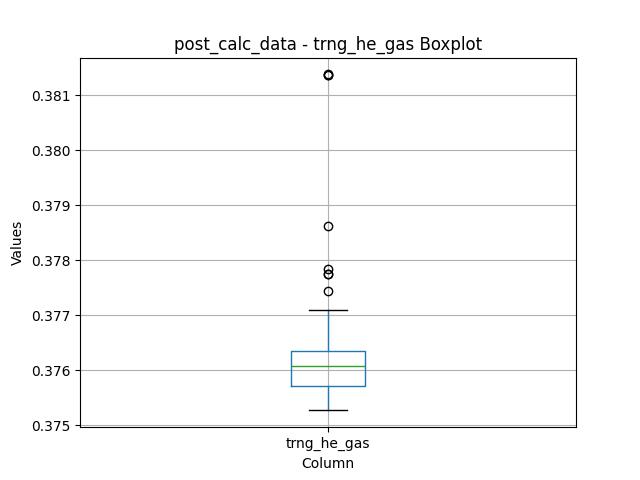 post_calc_data - trng_he_gas Boxplot
0.381
0.380
0.379
0.378
0.377
0.376
0.375
Values
trng_he_gas
Column